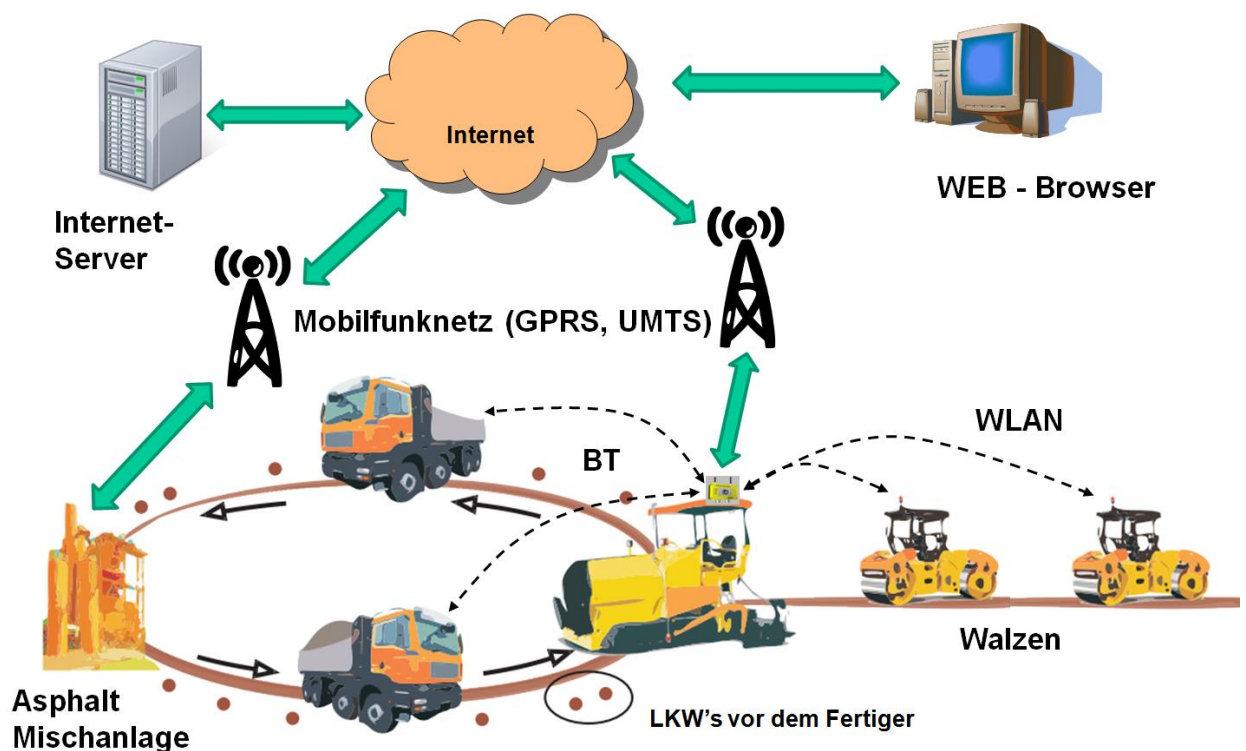 Internet
Internet-
Server
WEB - Browser
Mobilfunknetz (GPRS, UMTS)
WLAN
BT
Walzen
Asphalt
Mischanlage
LKW's vor dem Fertiger